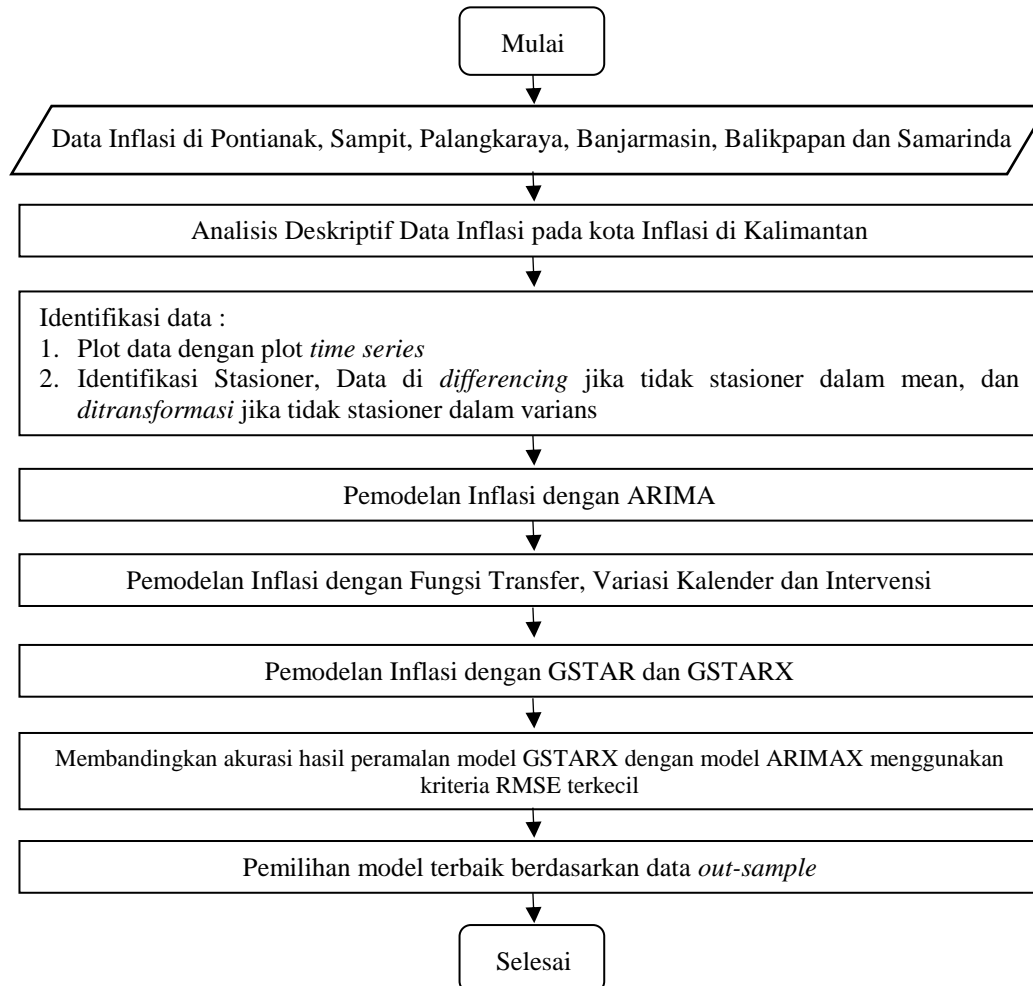 Mulai
Data Inflasi di Pontianak, Sampit, Palangkaraya, Banjarmasin, Balikpapan dan Samarinda
Analisis Deskriptif Data Inflasi pada kota Inflasi di Kalimantan
Identifikasi data :
1. Plot data dengan plot time series
2. Identifikasi Stasioner, Data di differencing jika tidak stasioner dalam mean, dan
ditransformasi jika tidak stasioner dalam varians
Pemodelan Inflasi dengan ARIMA
Pemodelan Inflasi dengan Fungsi Transfer, Variasi Kalender dan Intervensi
Pemodelan Inflasi dengan GSTAR dan GSTARX
Membandingkan akurasi hasil peramalan model GSTARX dengan model ARIMAX menggunakan
kriteria RMSE terkecil
Pemilihan model terbaik berdasarkan data out-sample
Selesai